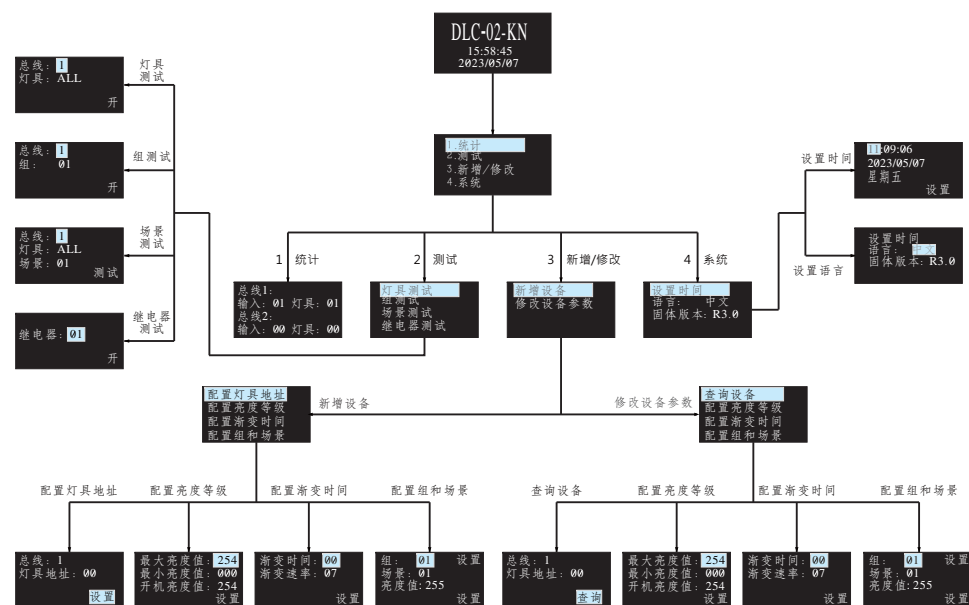 DLC-02-KN
15:58:45
2023/05/07
总线: 1
灯具: ALL
开
灯具
测试
总线: 1
组: 01
开
组测试
总线: 1
灯具: ALL
场景: 01
测试
场景
测试
继电器: 01
开
继电器
测试
1.统计
2.测试
3.新增/修改
4.系统
设置时间
11:09:06
2023/05/07
星期五
设置
设置语言
设置时间
语言: 中文
固体版本: R3.0
1 统计
2 测试
3 新增/修改
4 系统
总线1:
输入: 01 灯具: 01
总线2:
输入: 00 灯具: 00
灯具测试
组测试
场景测试
继电器测试
新增设备
修改设备参数
设置时间
语言: 中文
固体版本: R3.0
配置灯具地址
配置亮度等级
配置渐变时间
配置组和场景
新增设备
修改设备参数
查询设备
配置亮度等级
配置渐变时间
配置组和场景
配置灯具地址
配置亮度等级
配置渐变时间
配置组和场景
查询设备
配置亮度等级
配置渐变时间
配置组和场景
总线: 1
灯具地址: 00
设置
最大亮度值: 254
最小亮度值: 000
开机亮度值: 254
设置
渐变时间: 00
渐变速率: 07
设置
组: 01 设置
场景: 01
亮度值: 255
设置
总线: 1
灯具地址: 00
查询
最大亮度值: 254
最小亮度值: 000
开机亮度值: 254
设置
渐变时间: 00
渐变速率: 07
设置
组: 01 设置
场景: 01
亮度值: 255
设置